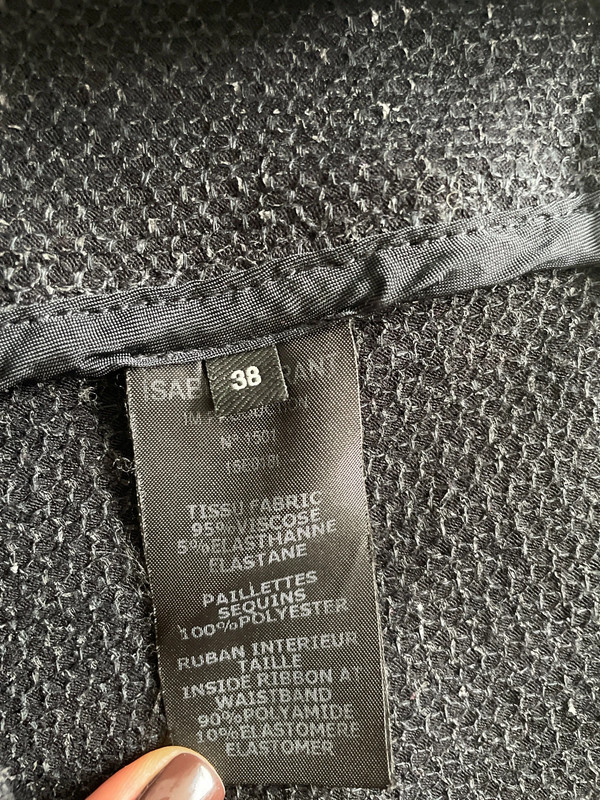 38
TISSU FABRIC
95%VISCOSE
5%ELASTHANNE
ELASTANE
PAILLETTES
SEQUINS
100%POLYESTER
RUBAN INTERIEUR
TAILLE
INSIDE RIBBON AT
WAISTBAND
90%POLYAMIDE
10%ELASTOMERE
ELASTOMER